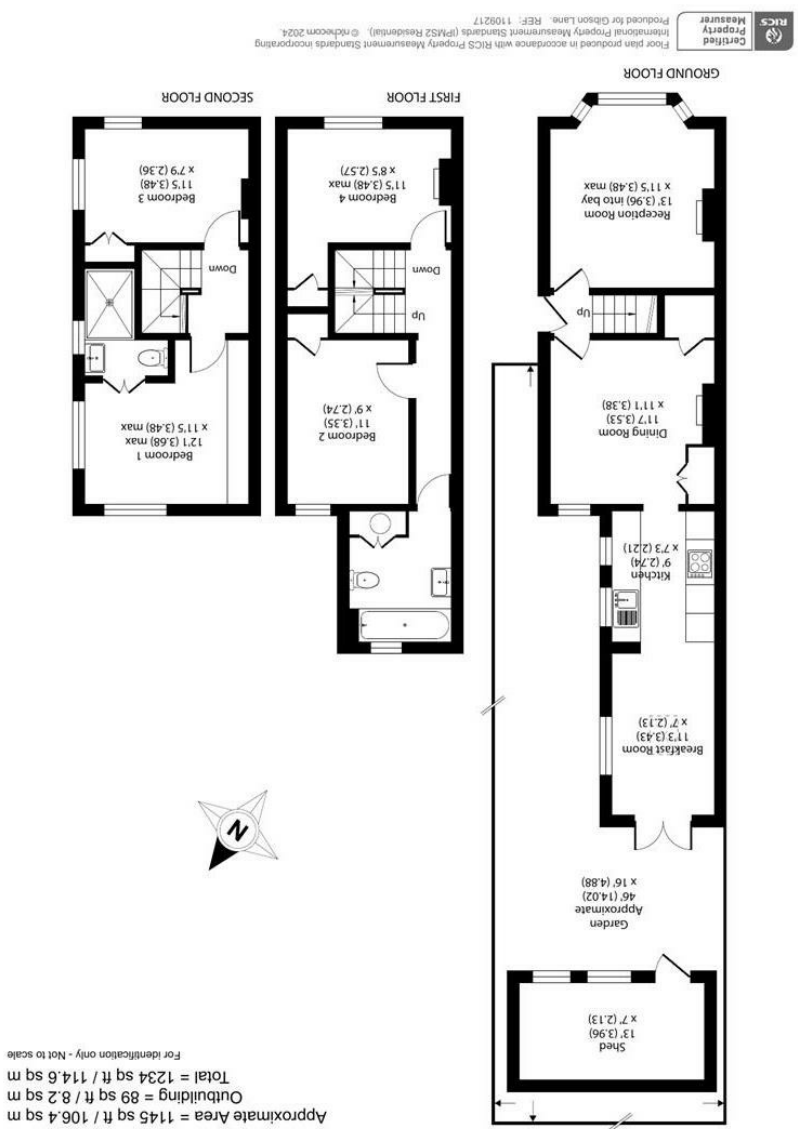 Approximate Area = 1145 sq ft / 106.4 sq m
Outbuilding = 89 sq ft / 8.2 sq m
Total = 1234 sq ft / 114.6 sq m
For identification only - Not to scale
Shed
13' (3.96)
x 7' (2.13)
Garden
Approximate
46' (14.02)
x 16' (4.88)
N
Breakfast Room
11'3 (3.43)
x 7' (2.13)
Kitchen
9' (2.74)
x 7'3 (2.21)
Dining Room
11'7 (3.53)
x 11'1 (3.38)
Up
Reception Room
13' (3.96) into bay
x 11'5 (3.48) max
GROUND FLOOR
Bedroom 2
11' (3.35)
x 9' (2.74)
Up
Down
Bedroom 4
11'5 (3.48) max
x 8'5 (2.57)
FIRST FLOOR
Bedroom 1
12'1 (3.68) max
x 11'5 (3.48) max
Down
Bedroom 3
11'5 (3.48)
x 7'9 (2.36)
SECOND FLOOR
RICS
Certified
Property
Measurer
Floor plan produced in accordance with RICS Property Measurement Standards incorporating
International Property Measurement Standards (IPMS2 Residential). © nichecom 2024.
Produced for Gibson Lane. REF: 1109217